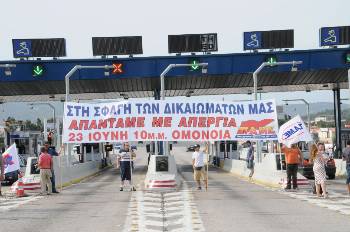 ΣΤΗ ΣΦΑΓΗ ΤΩΝ ΔΙΚΑΙΩΜΑΤΩΝ ΜΑΣ
ΑΠΑΝΤΑΜΕ ΜΕ ΑΠΕΡΓΙΑ
23 ΙΟΥΝΗ 10π.μ. ΟΜΟΝΟΙΑ
ΠΑΜΕ
ΠΑΜΕ